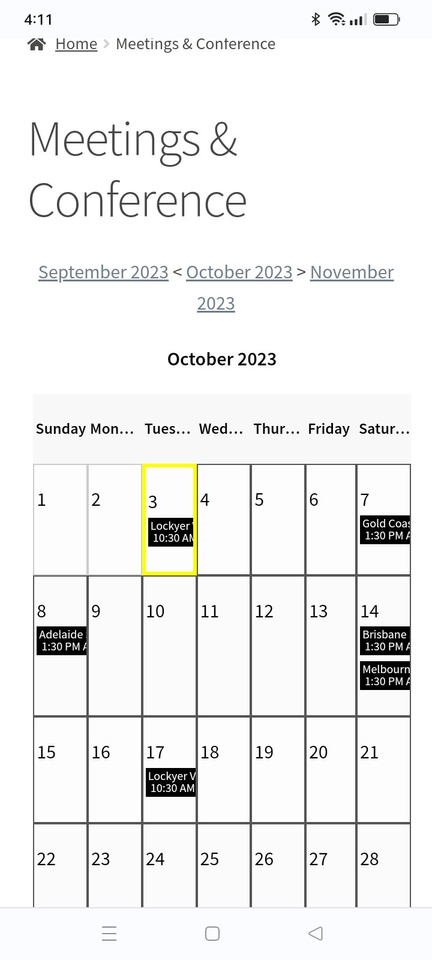 4:11
Home > Meetings & Conference
Meetings &
Conference
September 2023 < October 2023 > November
2023
October 2023
Sunday Mon... Tues... Wed... Thur... Friday Satur...
1 2 3 4 5 6 7
Lockyer
10:30 AM
Gold Coas
1:30 PM A
8 9 10 11 12 13 14
Adelaide
1:30 PM A
Brisbane
1:30 PM A
Melbourn
1:30 PM A
15 16 17 18 19 20 21
Lockyer V
10:30 AM
22 23 24 25 26 27 28